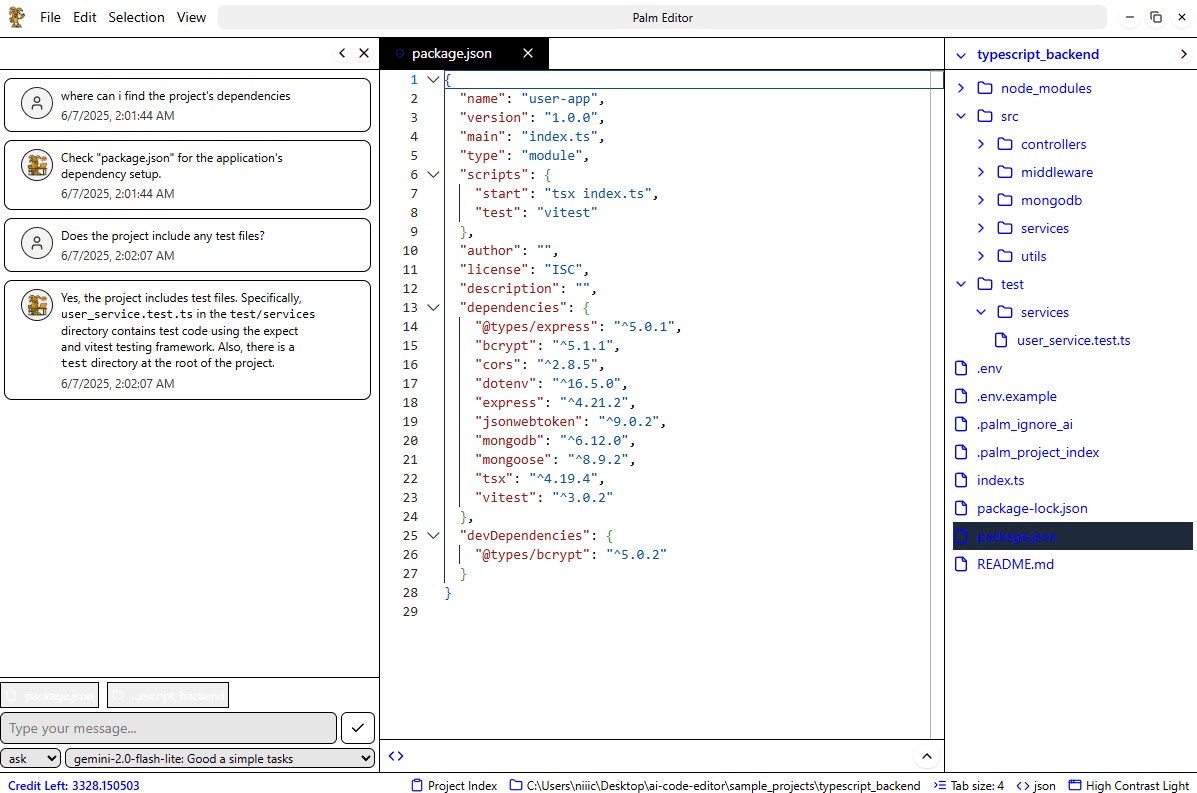 File Edit Selection View Palm Editor
where can i find the project's dependencies
6/7/2025, 2:01:44 AM
Check "package.json" for the application's
dependency setup.
6/7/2025, 2:01:44 AM
Does the project include any test files?
6/7/2025, 2:02:07 AM
Yes, the project includes test files. Specifically,
user_service.test.ts in the test/services
directory contains test code using the expect
and vitest testing framework. Also, there is a
test directory at the root of the project.
6/7/2025, 2:02:07 AM
package.json ...escript_backend
Type your message...
ask gemini-2.0-flash-lite: Good a simple tasks
package.json
1 {
2 "name": "user-app",
3 "version": "1.0.0",
4 "main": "index.ts",
5 "type": "module",
6 "scripts": {
7 "start": "tsx index.ts",
8 "test": "vitest"
9 },
10 "author": "",
11 "license": "ISC",
12 "description": "",
13 "dependencies": {
14 "@types/express": "^5.0.1",
15 "bcrypt": "^5.1.1",
16 "cors": "^2.8.5",
17 "dotenv": "^16.5.0",
18 "express": "^4.21.2",
19 "jsonwebtoken": "^9.0.2",
20 "mongodb": "^6.12.0",
21 "mongoose": "^8.9.2",
22 "tsx": "^4.19.4",
23 "vitest": "^3.0.2"
24 },
25 "devDependencies": {
26 "@types/bcrypt": "^5.0.2"
27 }
28 }
29
typescript_backend
node_modules
src
controllers
middleware
mongodb
services
utils
test
services
user_service.test.ts
.env
.env.example
.palm_ignore_ai
.palm_project_index
index.ts
package-lock.json
package.json
README.md
Credit Left: 3328.150503 Project Index C:\Users\niiic\Desktop\ai-code-editor\sample_projects\typescript_backend Tab size: 4 json High Contrast Light